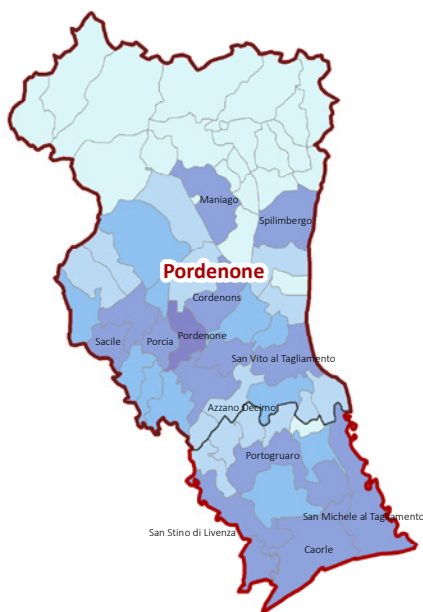 Maniago
Spilimbergo
Pordenone
Cordenons
Pordenone
Sacile
Porcia
San Vito al Tagliamento
Azzano Decimo
Portogruaro
San Michele al Tagliamento
San Stino di Livenza
Caorle